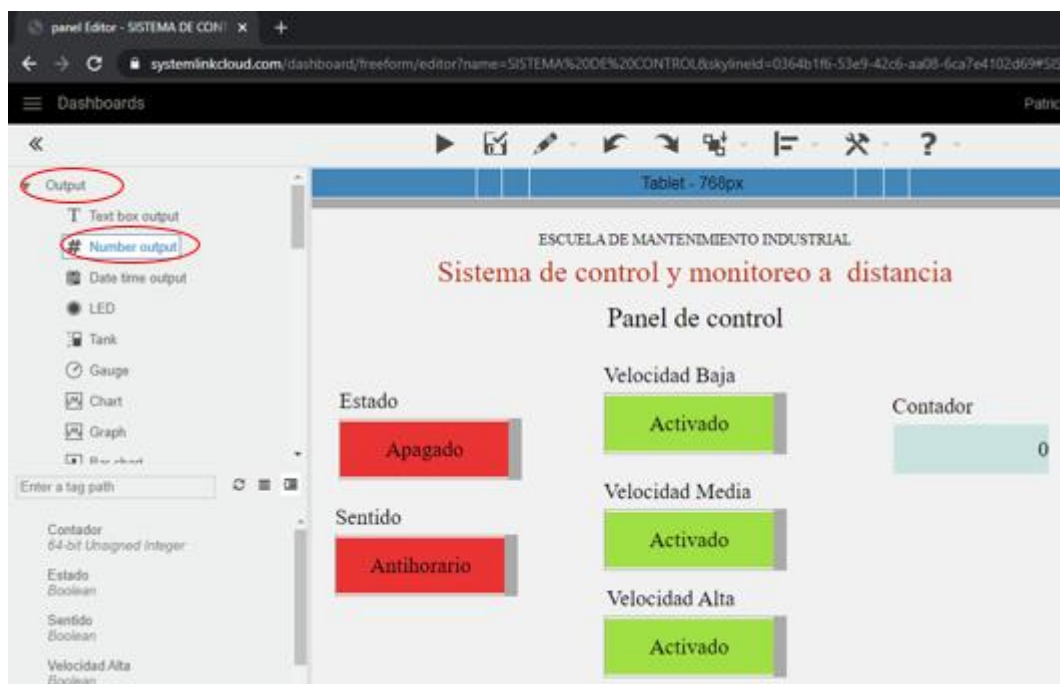 panel Editor - SISTEMA DE CONT
systemlinkcloud.com/dashboard/freeform/editor?name=SISTEMA%20DE%20CONTROL&skylineId=0364b1f6-53e9-42c6-aa08-6ca7e4102d69#SIS
Dashboards
Patric
Output
Text box output
Number output
Date time output
LED
Tank
Gauge
Chart
Graph
Bar chart
Enter a tag path
Contador
64-bit Unsigned Integer
Estado
Boolean
Sentido
Boolean
Velocidad Alta
Boolean
Tablet - 768px
ESCUELA DE MANTENIMIENTO INDUSTRIAL
Sistema de control y monitoreo a distancia
Panel de control
Estado
Apagado
Sentido
Antihorario
Velocidad Baja
Activado
Velocidad Media
Activado
Velocidad Alta
Activado
Contador
0